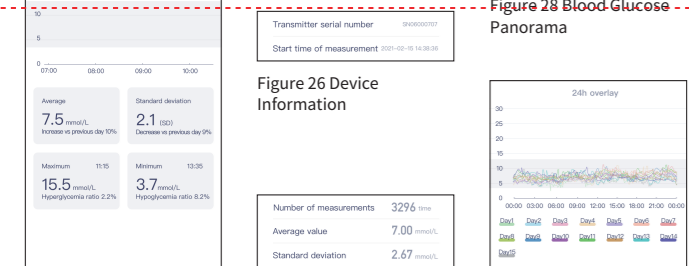 10
5
0
07:00 08:00 09:00 10:00
Average
7.5 mmol/L
Increase vs previous day 10%
Standard deviation
2.1 (SD)
Decrease vs previous day 9%
Maximum 11:15
15.5 mmol/L
Hyperglycemia ratio 2.2%
Minimum 13:35
3.7 mmol/L
Hypoglycemia ratio 8.2%
Transmitter serial number SN06000707
Start time of measurement 2021-02-15 14:28:36
Figure 26 Device
Information
Number of measurements 3296 time
Average value 7.00 mmol/L
Standard deviation 2.67 mmol/L
Figure 28 Blood Glucose
Panorama
24h overlay
30
25
20
15
10
5
0
00:00 03:00 06:00 09:00 12:00 15:00 18:00 21:00 00:00
Day1 Day2 Day3 Day4 Day5 Day6 Day7
Day8 Day9 Day10 Day11 Day12 Day13 Day14
Day15